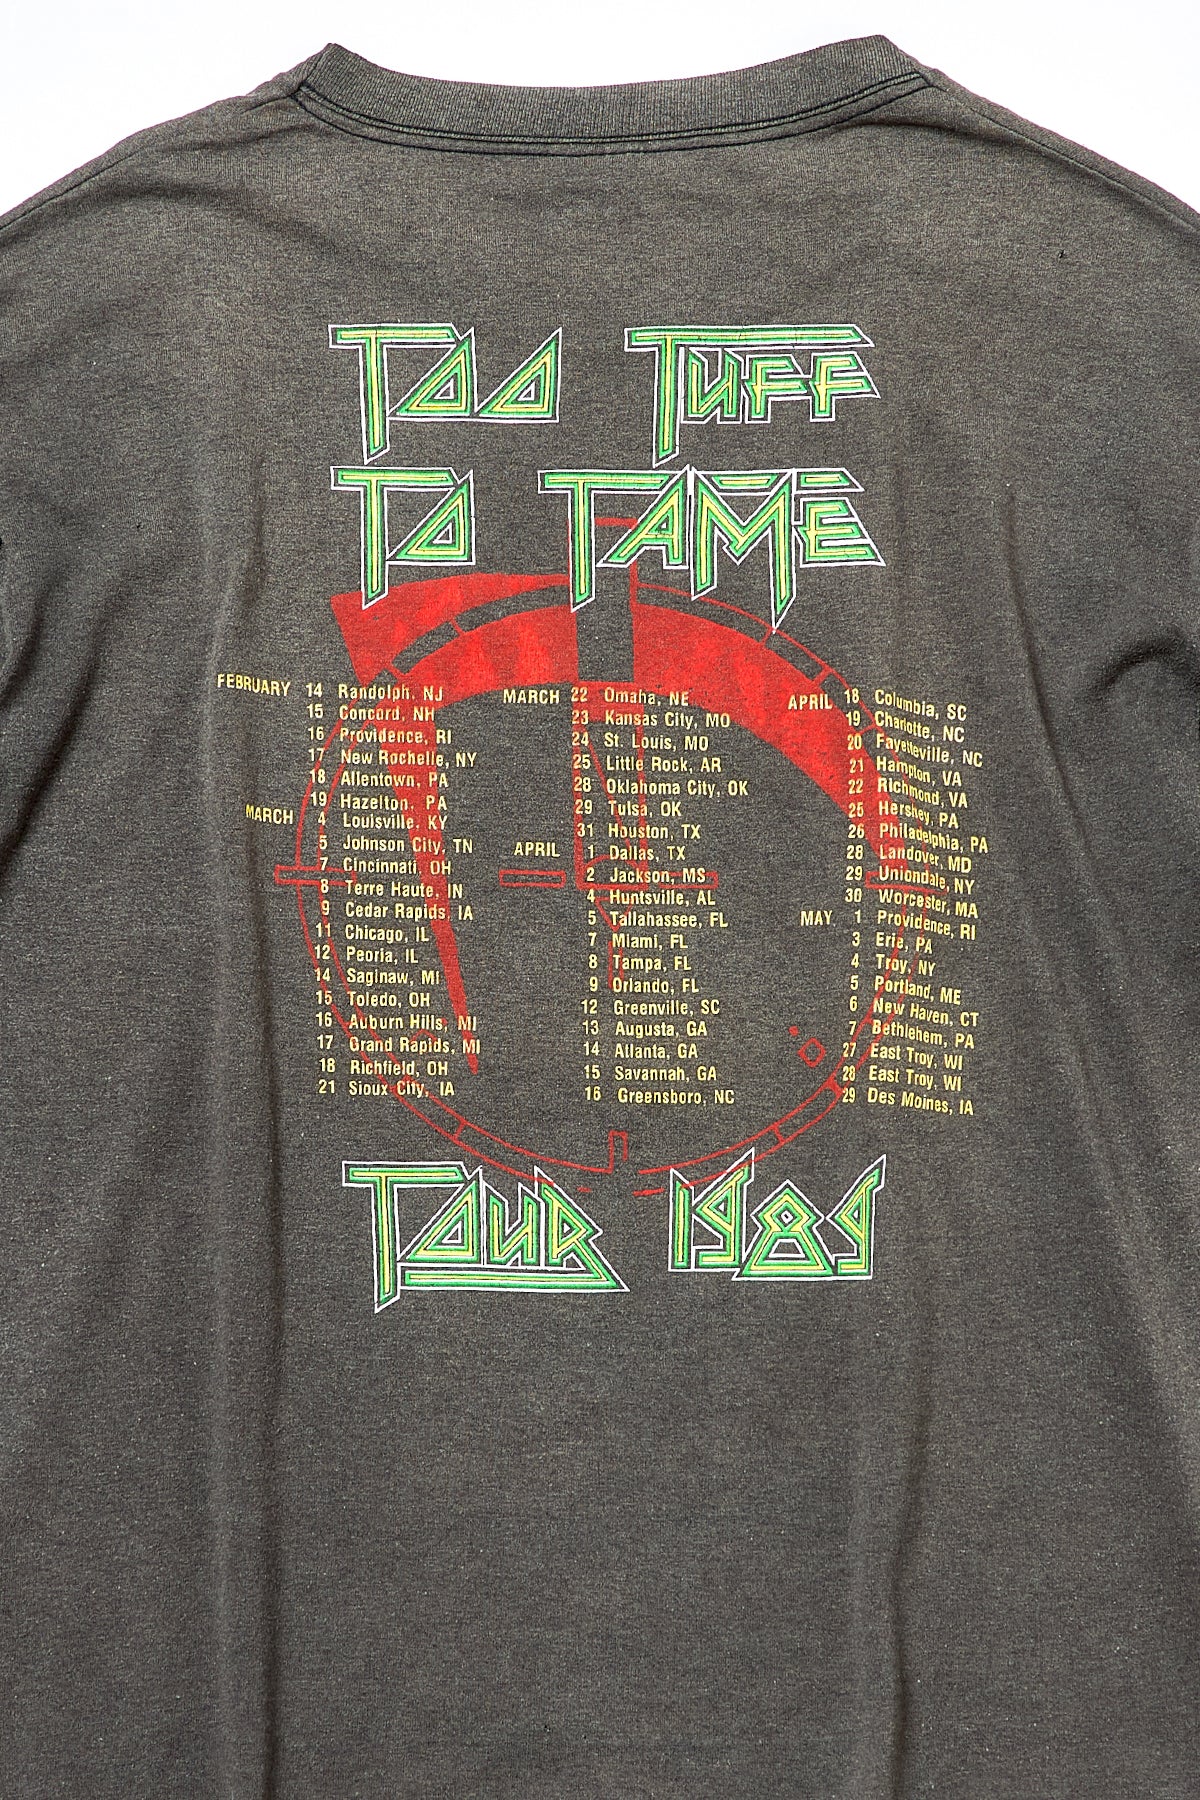 TOO TUFF
TO TAME
FEBRUARY 14 Randolph, NJ
15 Concord, NH
16 Providence, RI
17 New Rochelle, NY
18 Allentown, PA
19 Hazelton, PA
MARCH 4 Louisville, KY
5 Johnson City, TN
7 Cincinnati, OH
8 Terre Haute, IN
9 Cedar Rapids, IA
11 Chicago, IL
12 Peoria, IL
14 Saginaw, MI
15 Toledo, OH
16 Auburn Hills, MI
17 Grand Rapids, MI
18 Richfield, OH
21 Sioux City, IA
MARCH 22 Omaha, NE
23 Kansas City, MO
24 St. Louis, MO
25 Little Rock, AR
28 Oklahoma City, OK
29 Tulsa, OK
31 Houston, TX
APRIL 1 Dallas, TX
2 Jackson, MS
4 Huntsville, AL
5 Tallahassee, FL
7 Miami, FL
8 Tampa, FL
9 Orlando, FL
12 Greenville, SC
13 Augusta, GA
14 Atlanta, GA
15 Savannah, GA
16 Greensboro, NC
APRIL 18 Columbia, SC
19 Charlotte, NC
20 Fayetteville, NC
21 Hampton, VA
22 Richmond, VA
25 Hershey, PA
26 Philadelphia, PA
28 Landover, MD
29 Uniondale, NY
30 Worcester, MA
MAY 1 Providence, RI
3 Erie, PA
4 Troy, NY
5 Portland, ME
6 New Haven, CT
7 Bethlehem, PA
27 East Troy, WI
28 East Troy, WI
29 Des Moines, IA
TOUR 1989